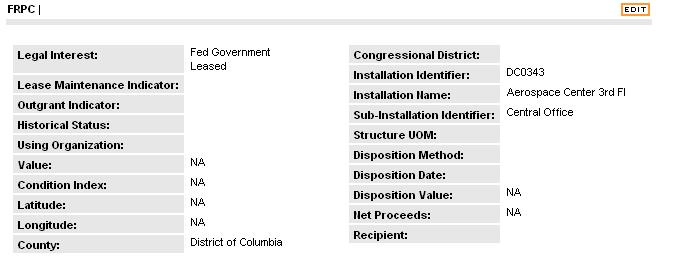 FRPC |
EDIT
Legal Interest: Fed Government
Leased
Lease Maintenance Indicator:
Outgrant Indicator:
Historical Status:
Using Organization:
Value: NA
Condition Index: NA
Latitude: NA
Longitude: NA
County: District of Columbia
Congressional District:
Installation Identifier: DC0343
Installation Name: Aerospace Center 3rd Fl
Sub-Installation Identifier: Central Office
Structure UOM:
Disposition Method:
Disposition Date:
Disposition Value: NA
Net Proceeds: NA
Recipient: